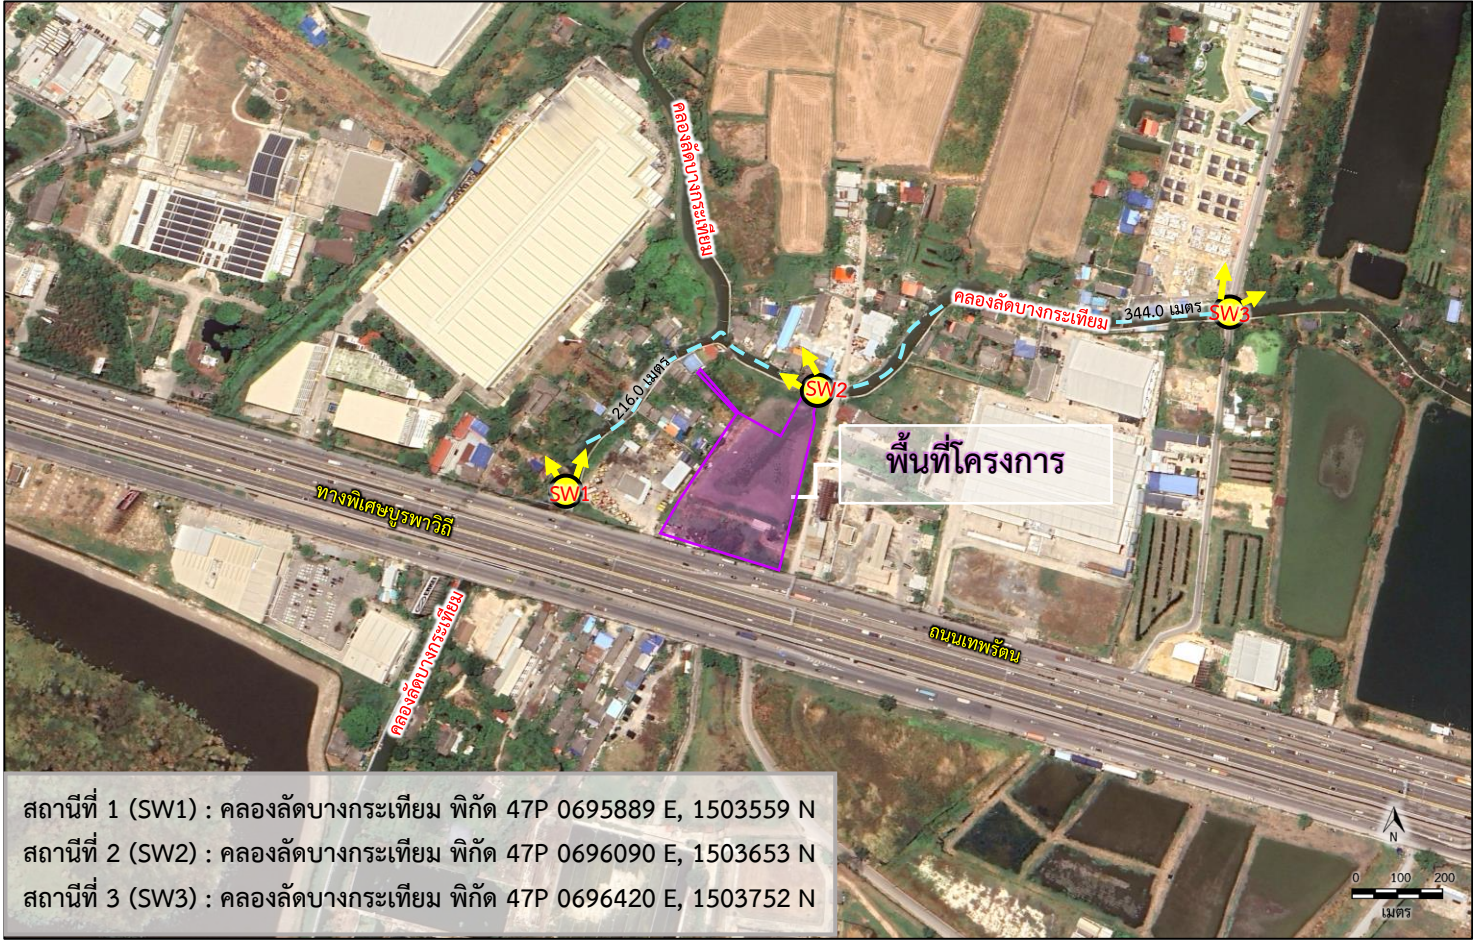 คลองลัดบางกระเทียม
คลองลัดบางกระเทียม
344.0 เมตร
SW3
216.0 เมตร
SW2
พื้นที่โครงการ
SW1
ทางพิเศษบูรพาวิถี
คลองลัดบางกระเทียม
ถนนเทพรัตน
สถานีที่ 1 (SW1) : คลองลัดบางกระเทียม พิกัด 47P 0695889 E, 1503559 N
สถานีที่ 2 (SW2) : คลองลัดบางกระเทียม พิกัด 47P 0696090 E, 1503653 N
สถานีที่ 3 (SW3) : คลองลัดบางกระเทียม พิกัด 47P 0696420 E, 1503752 N
N
0 100 200
เมตร